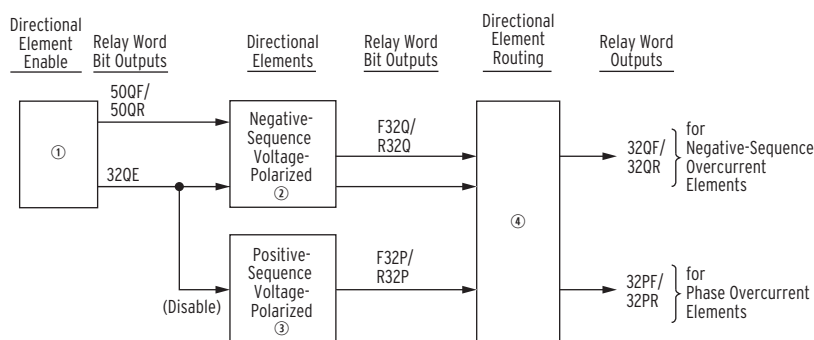 Directional
Element
Enable
Relay Word
Bit Outputs
Directional
Elements
Relay Word
Bit Outputs
Directional
Element
Routing
Relay Word
Outputs
①
50QF/
50QR
32QE
(Disable)
Negative-
Sequence
Voltage-
Polarized
②
Positive-
Sequence
Voltage-
Polarized
③
F32Q/
R32Q
F32P/
R32P
④
32QF/
32QR
for
Negative-Sequence
Overcurrent
Elements
32PF/
32PR
for
Phase Overcurrent
Elements